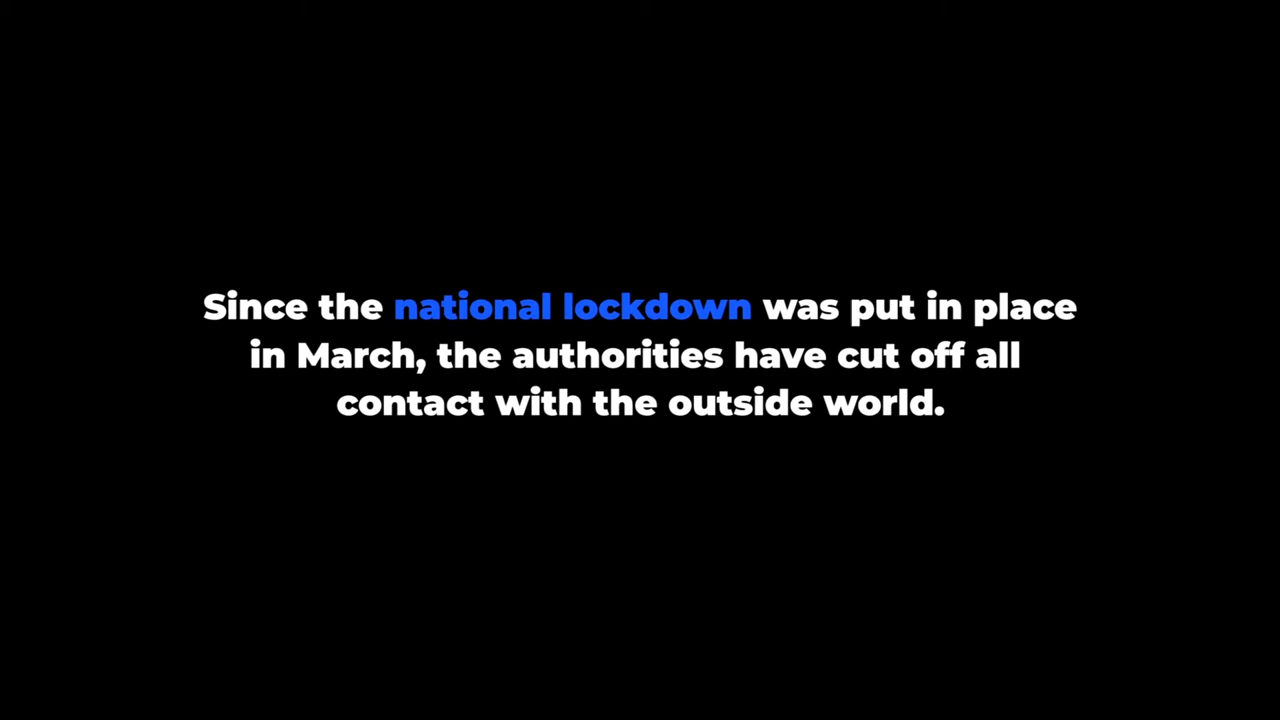 Since the national lockdown was put in place
in March, the authorities have cut off all
contact with the outside world.